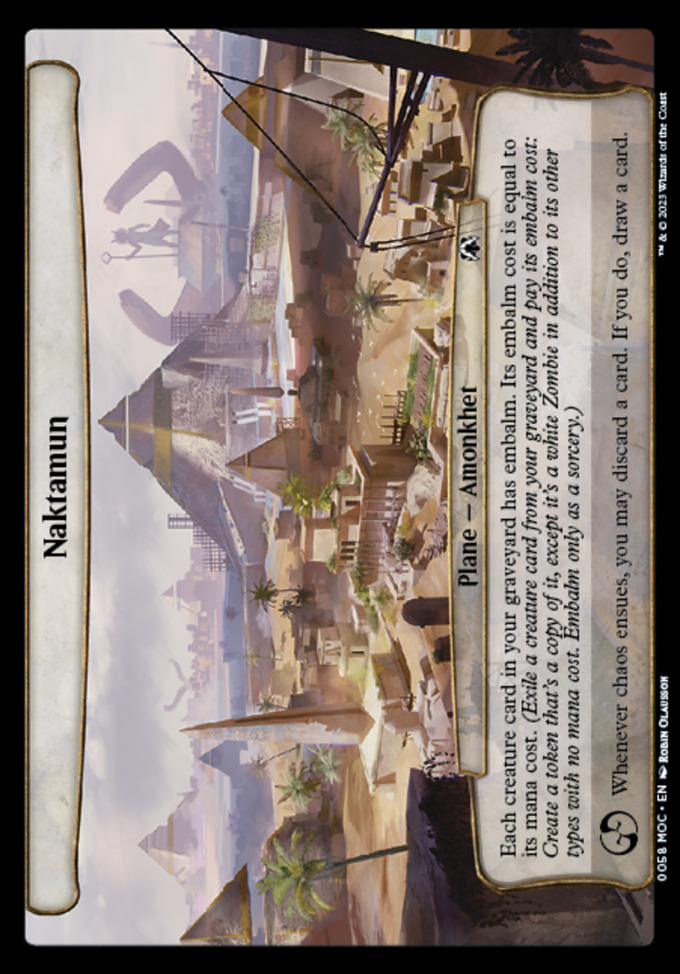 Naktamun
Plane — Amonkhet
Each creature card in your graveyard has embalm. Its embalm cost is equal to
its mana cost. (Exile a creature card from your graveyard and pay its embalm cost:
Create a token that's a copy of it, except it's a white Zombie in addition to its other
types with no mana cost. Embalm only as a sorcery.)
Whenever chaos ensues, you may discard a card. If you do, draw a card.
0058 MOC • EN Robin Olausson
™ & © 2023 Wizards of the Coast